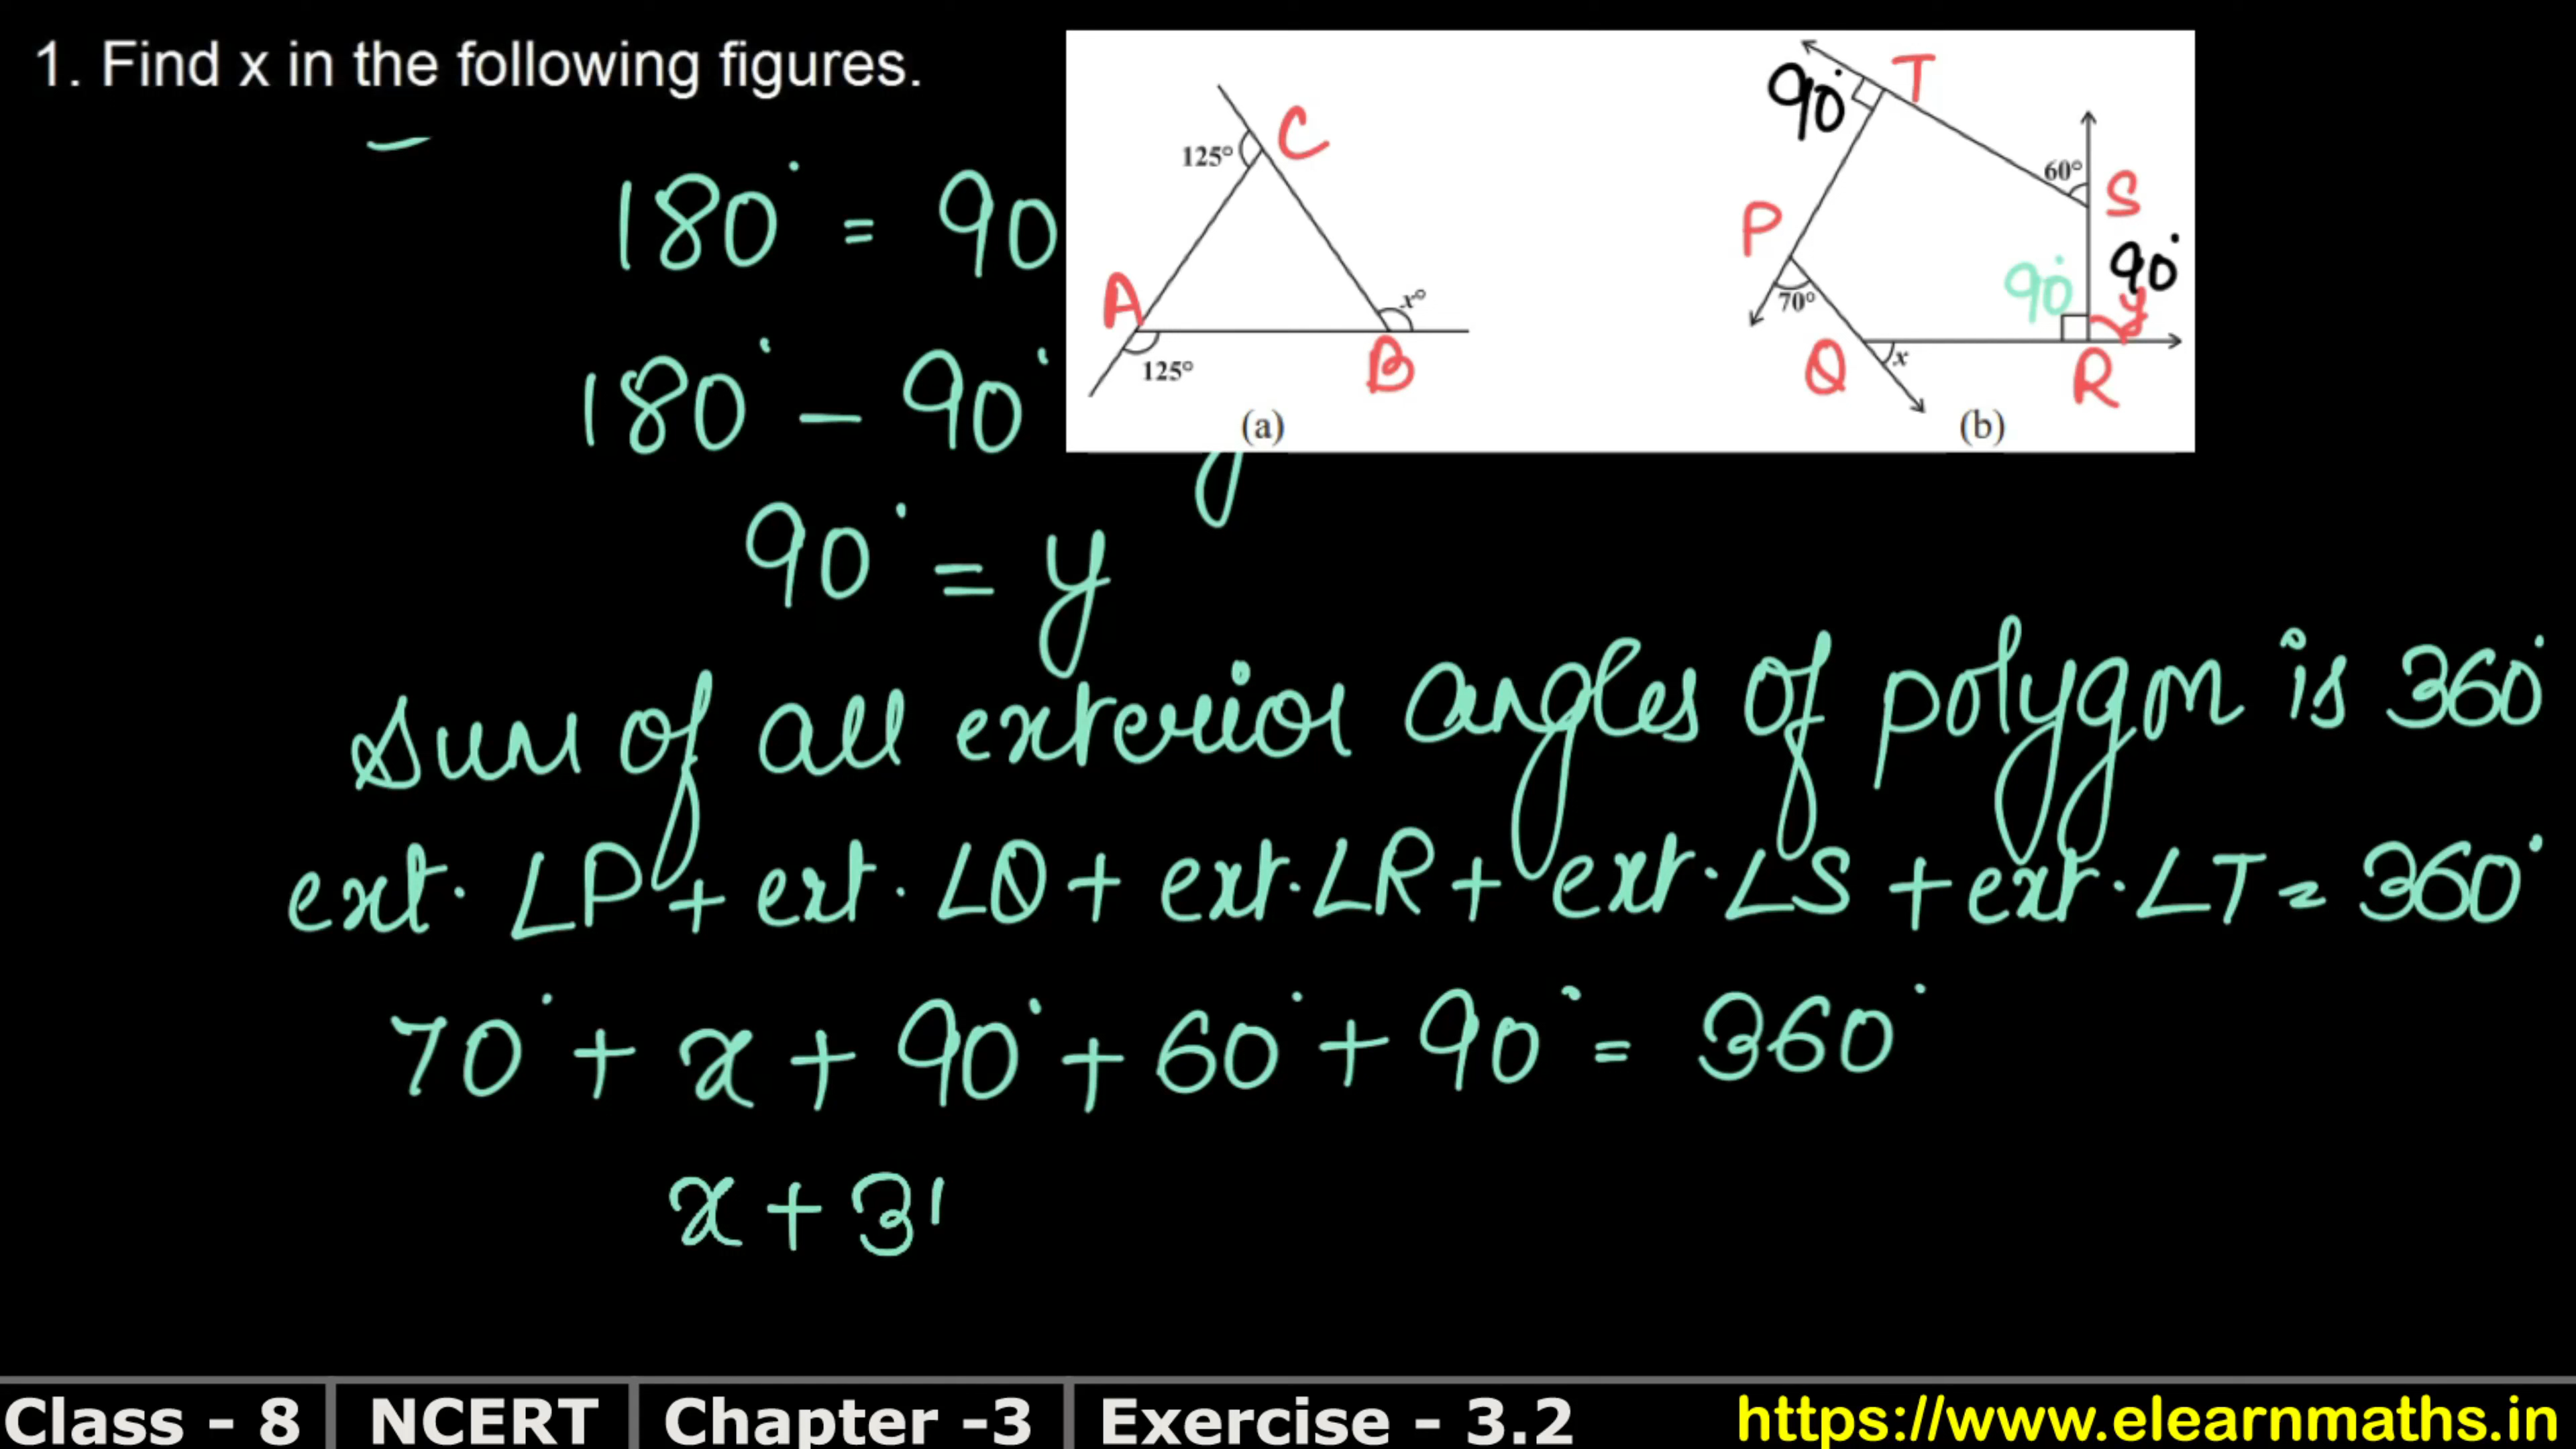 1. Find x in the following figures.
180° = 90
180° - 90°
90° = y
Sum of all exterior angles of polygon is 360°
ext. ∠P + ext. ∠Q + ext. ∠R + ext. ∠S + ext. ∠T = 360°
70° + x + 90° + 60° + 90° = 360°
x + 31
C
125°
A
x°
125°
B
(a)
90°
T
60°
S
P
90°
90°
70°
y
Q
x
R
(b)
Class - 8
NCERT
Chapter -3
Exercise - 3.2
https://www.elearnmaths.in